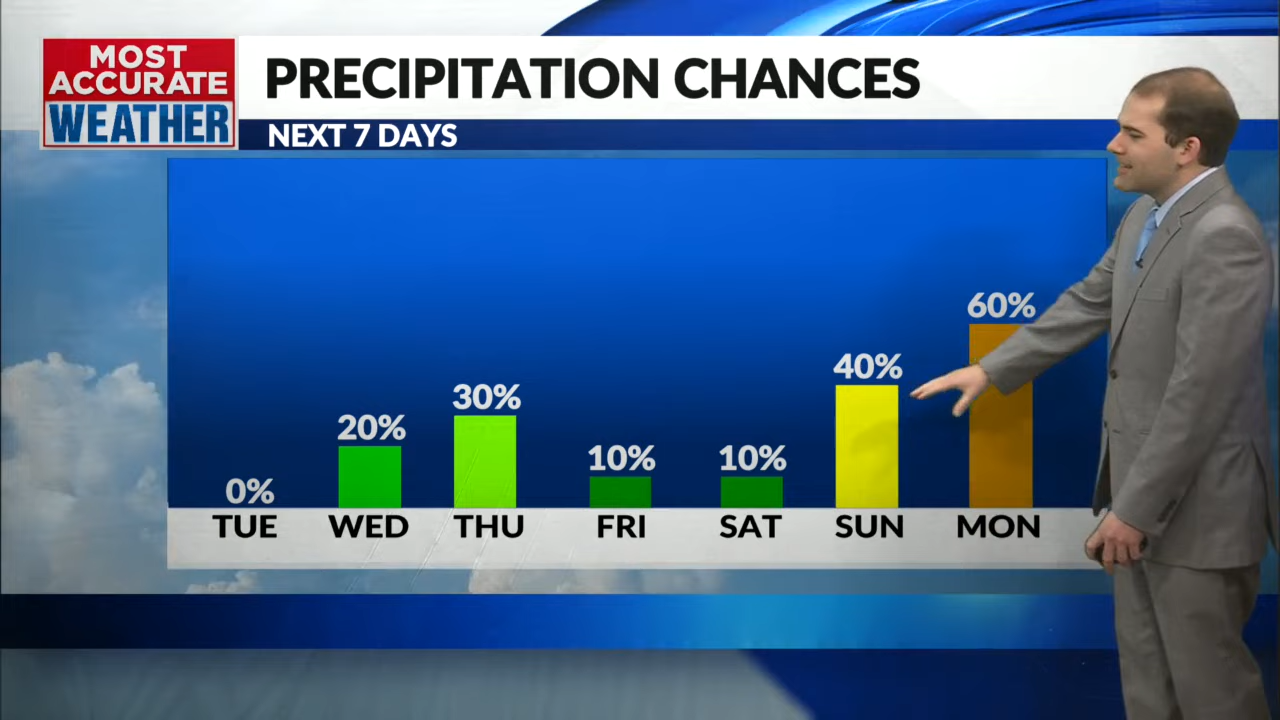 MOST
ACCURATE
WEATHER
PRECIPITATION CHANCES
NEXT 7 DAYS
0% 20% 30% 10% 10% 40% 60%
TUE WED THU FRI SAT SUN MON